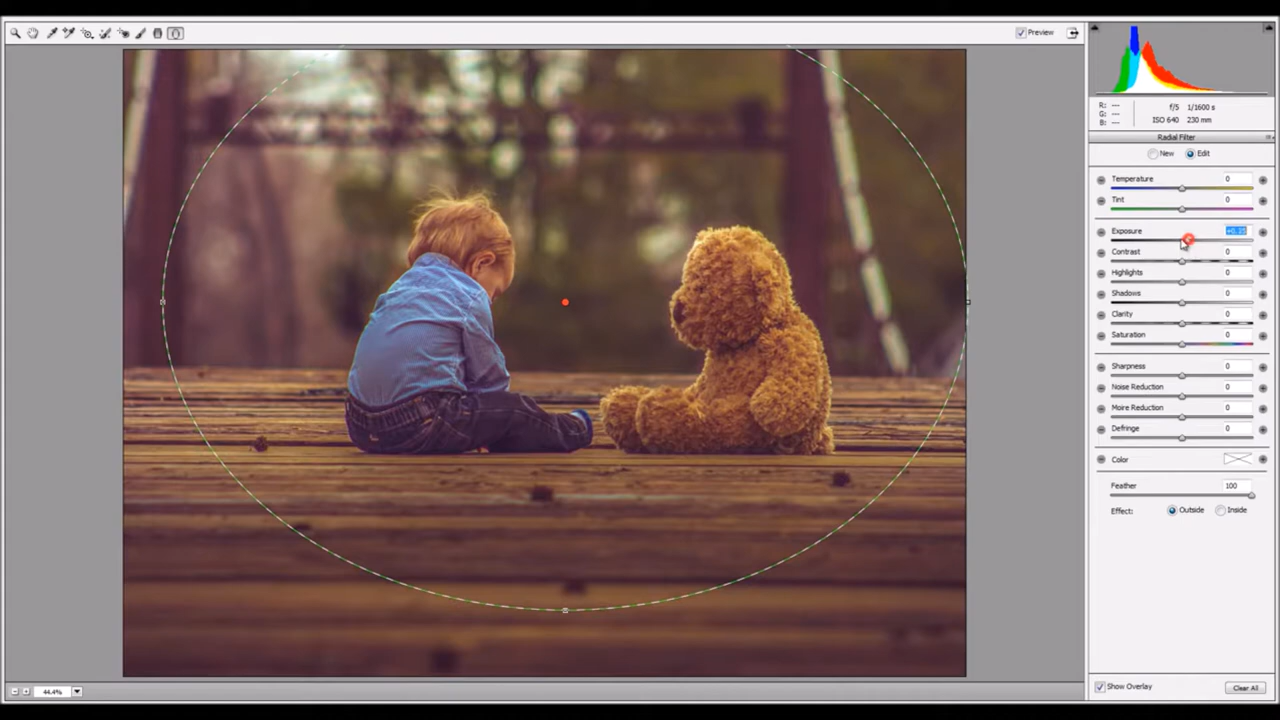 Preview
R: ---
G: ---
B: ---
f/5 1/1600 s
ISO 640 230 mm
Radial Filter
New Edit
Temperature 0
Tint 0
Exposure
Contrast 0
Highlights 0
Shadows 0
Clarity 0
Saturation 0
Sharpness 0
Noise Reduction 0
Moire Reduction 0
Defringe 0
Color
Feather 100
Effect: Outside Inside
44.4%
Show Overlay Clear All